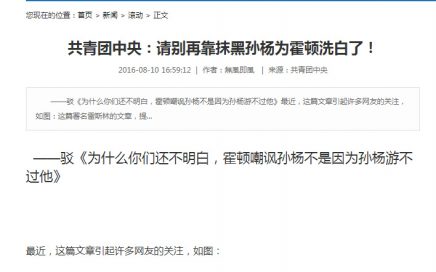 您现在的位置：首页 > 新闻 > 滚动 > 正文
共青团中央：请别再靠抹黑孙杨为霍顿洗白了！
2016-08-10 16:59:12 | 作者：無風即風 | 来源：共青团中央
——驳《为什么你们还不明白，霍顿嘲讽孙杨不是因为孙杨游不过他》最近，这篇文章引起许多网友的关注，
如图：这篇署名雷斯林的文章，提...
——驳《为什么你们还不明白，霍顿嘲讽孙杨不是因为孙杨游不
过他》
最近，这篇文章引起许多网友的关注，如图：